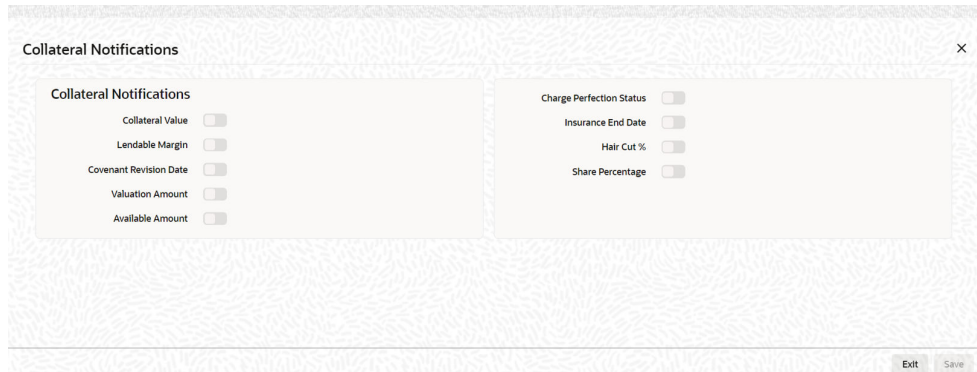 Collateral Notifications
Collateral Notifications
Collateral Value
Lendable Margin
Covenant Revision Date
Valuation Amount
Available Amount
Charge Perfection Status
Insurance End Date
Hair Cut %
Share Percentage
Exit Save